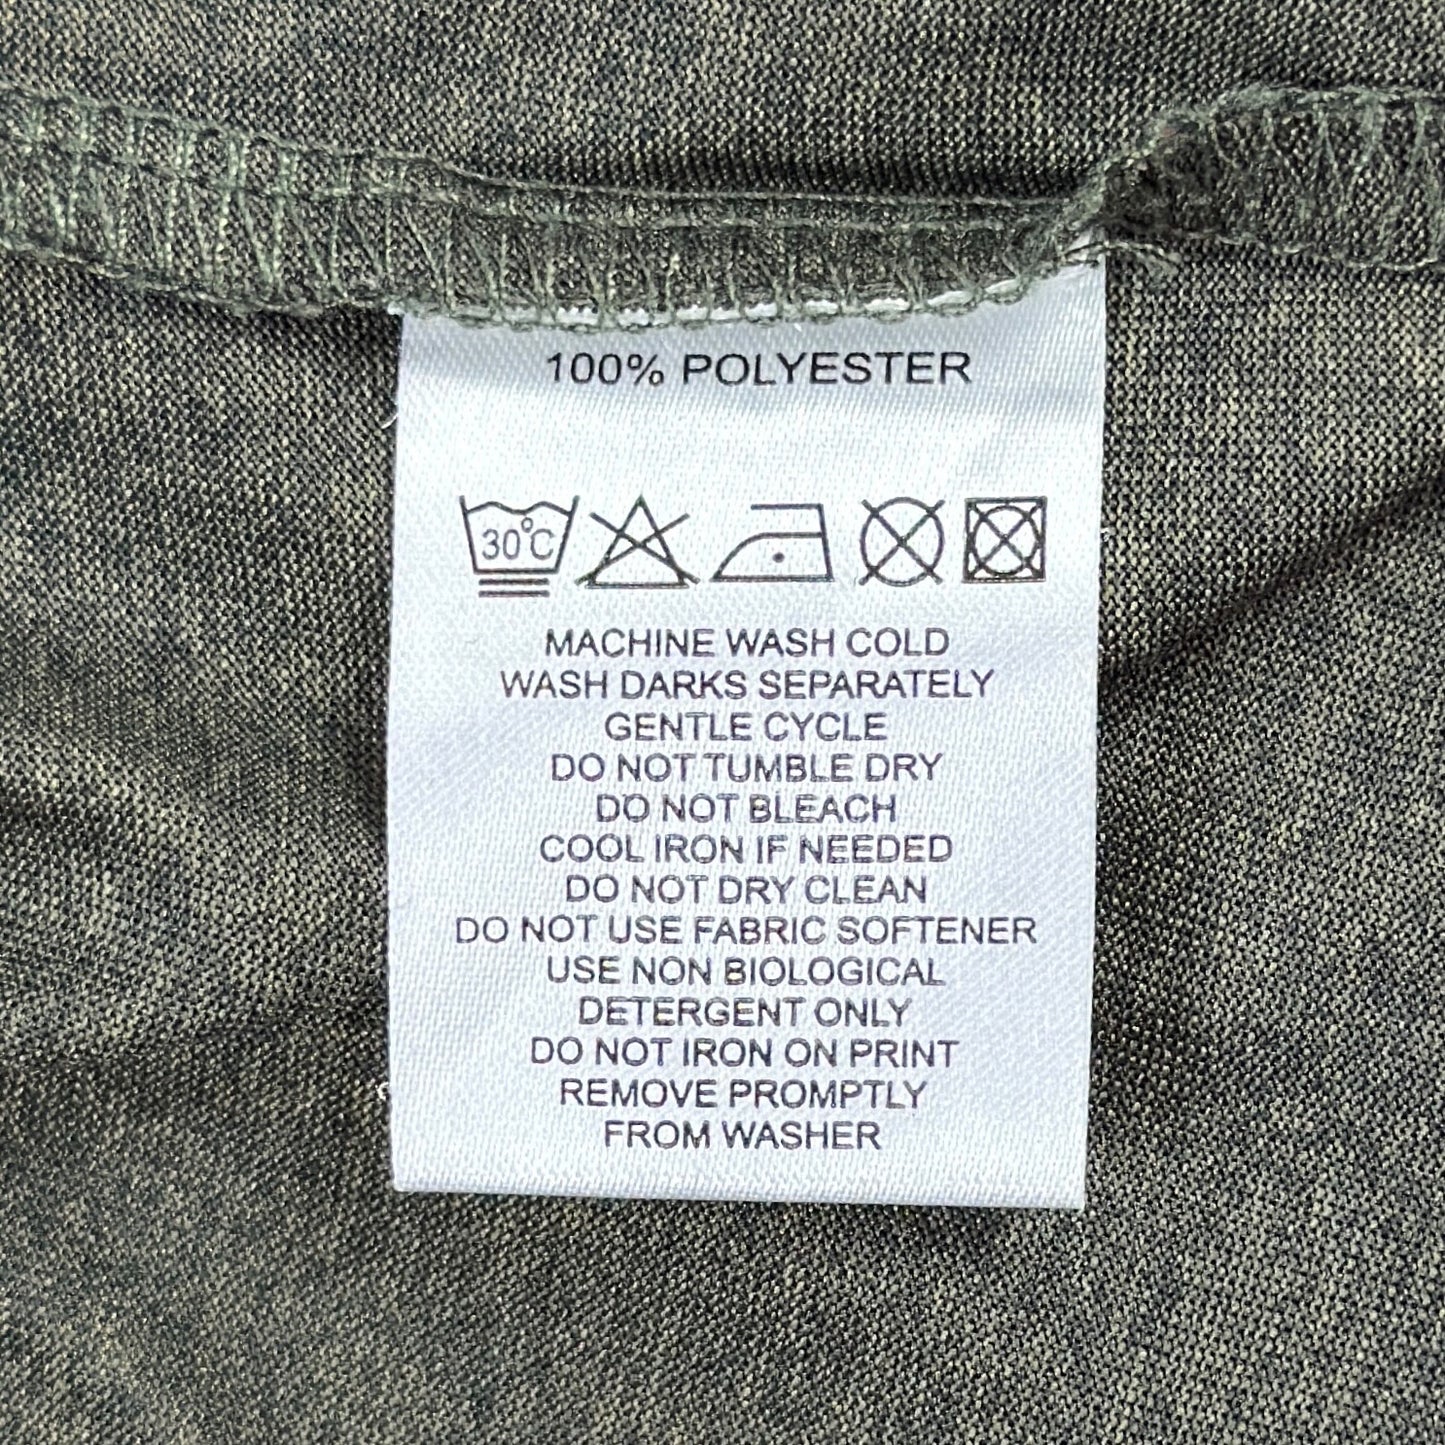 100% POLYESTER
30°C
MACHINE WASH COLD
WASH DARKS SEPARATELY
GENTLE CYCLE
DO NOT TUMBLE DRY
DO NOT BLEACH
COOL IRON IF NEEDED
DO NOT DRY CLEAN
DO NOT USE FABRIC SOFTENER
USE NON BIOLOGICAL
DETERGENT ONLY
DO NOT IRON ON PRINT
REMOVE PROMPTLY
FROM WASHER